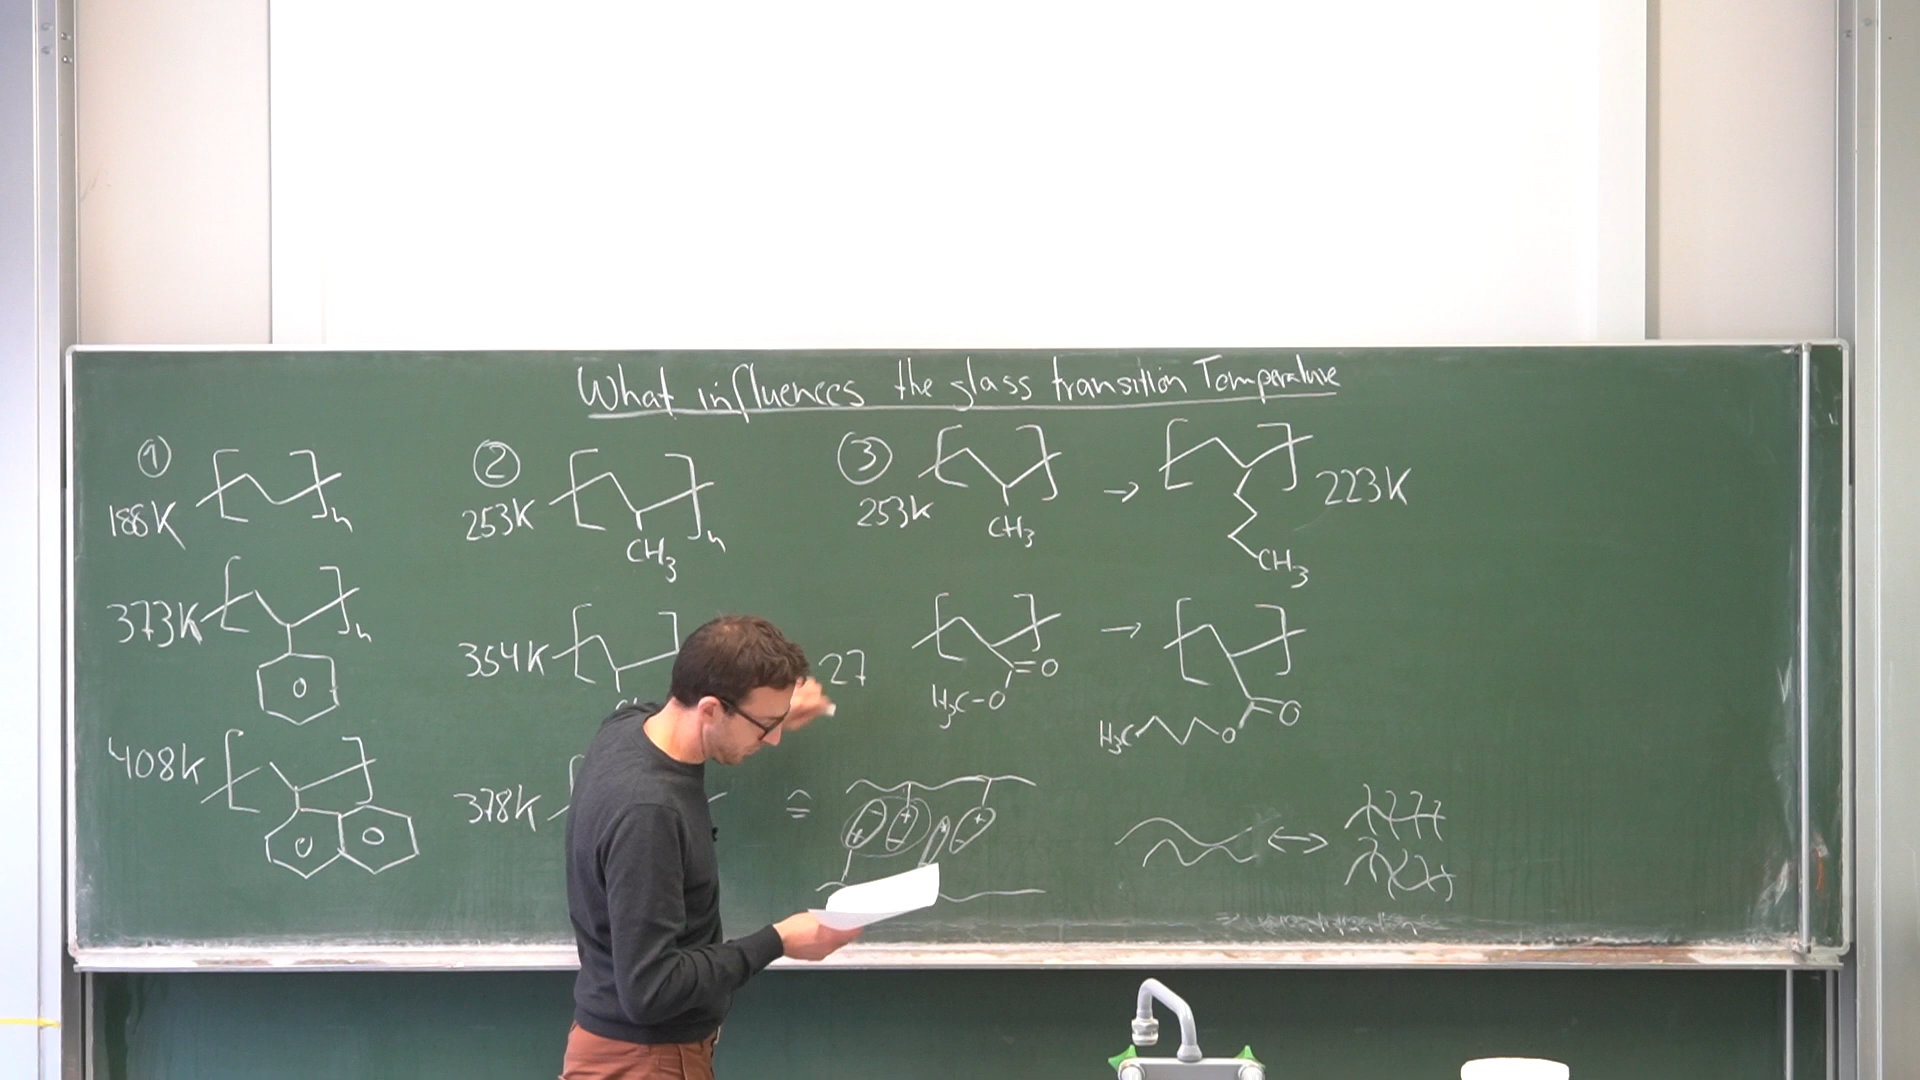 What influences the glass transition Temperature
①
188K
n
373K
n
408K
②
253K
CH3
n
354K
378K
③
253K
CH3
→
CH3
223K
27
=O
H3C-O
→
O
H3C
O
≙